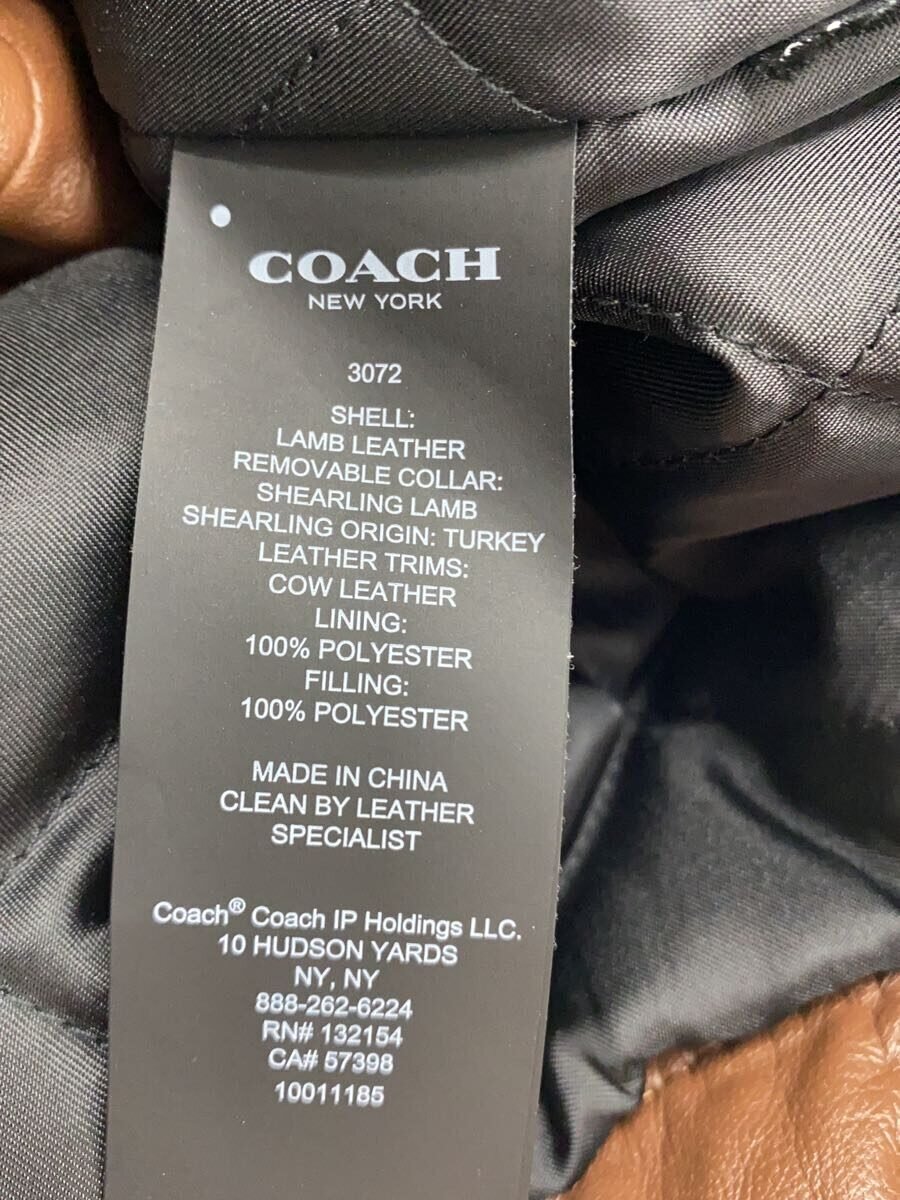 COACH
NEW YORK
3072
SHELL:
LAMB LEATHER
REMOVABLE COLLAR:
SHEARLING LAMB
SHEARLING ORIGIN: TURKEY
LEATHER TRIMS:
COW LEATHER
LINING:
100% POLYESTER
FILLING:
100% POLYESTER
MADE IN CHINA
CLEAN BY LEATHER
SPECIALIST
Coach® Coach IP Holdings LLC.
10 HUDSON YARDS
NY, NY
888-262-6224
RN# 132154
CA# 57398
10011185